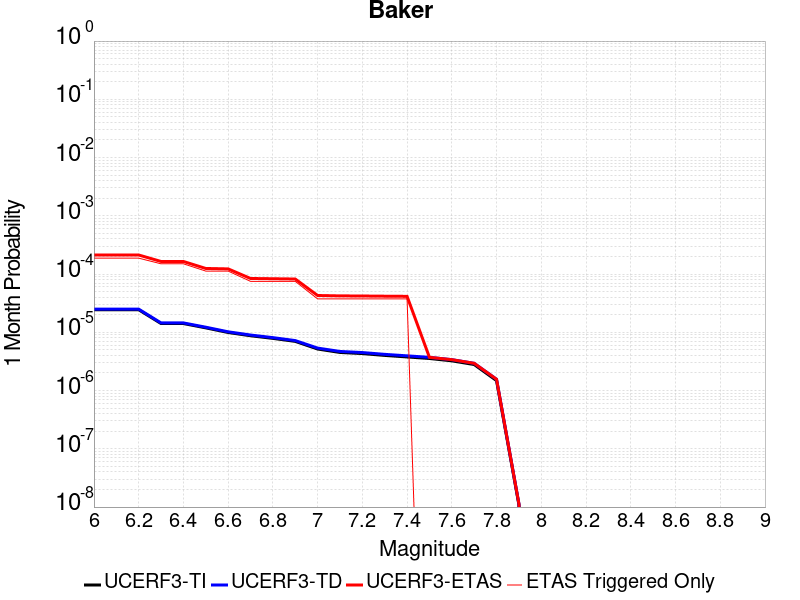 Baker
10^0
10^-1
10^-2
10^-3
10^-4
10^-5
10^-6
10^-7
10^-8
1 Month Probability
6 6.2 6.4 6.6 6.8 7 7.2 7.4 7.6 7.8 8 8.2 8.4 8.6 8.8 9
Magnitude
UCERF3-TI UCERF3-TD UCERF3-ETAS ETAS Triggered Only